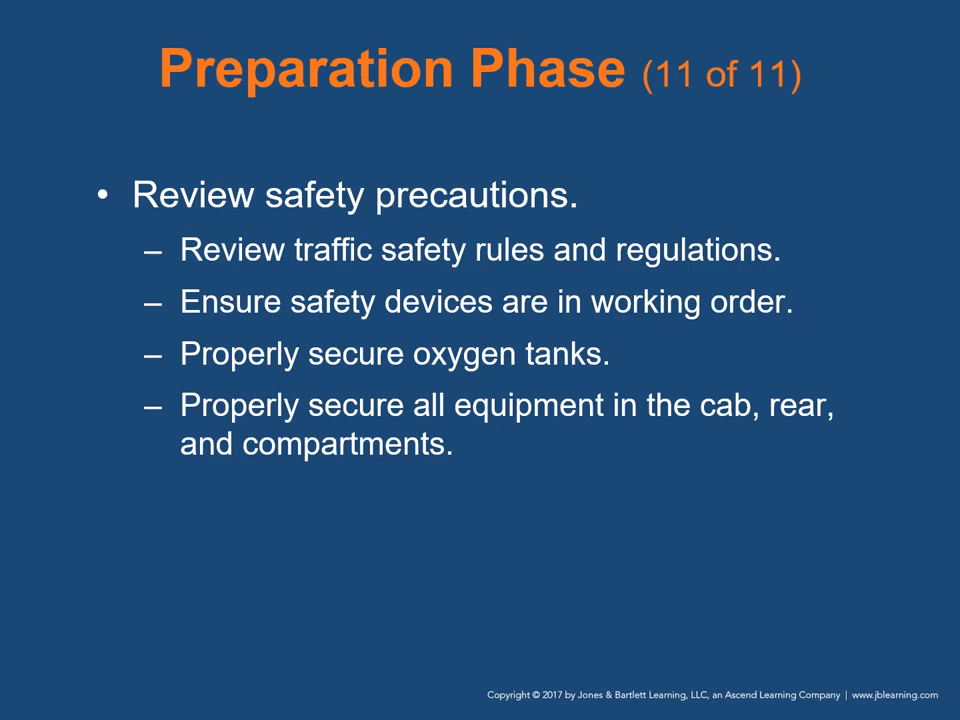 Preparation Phase (11 of 11)
• Review safety precautions.
– Review traffic safety rules and regulations.
– Ensure safety devices are in working order.
– Properly secure oxygen tanks.
– Properly secure all equipment in the cab, rear,
and compartments.
Copyright © 2017 by Jones & Bartlett Learning, LLC, an Ascend Learning Company | www.jblearning.com